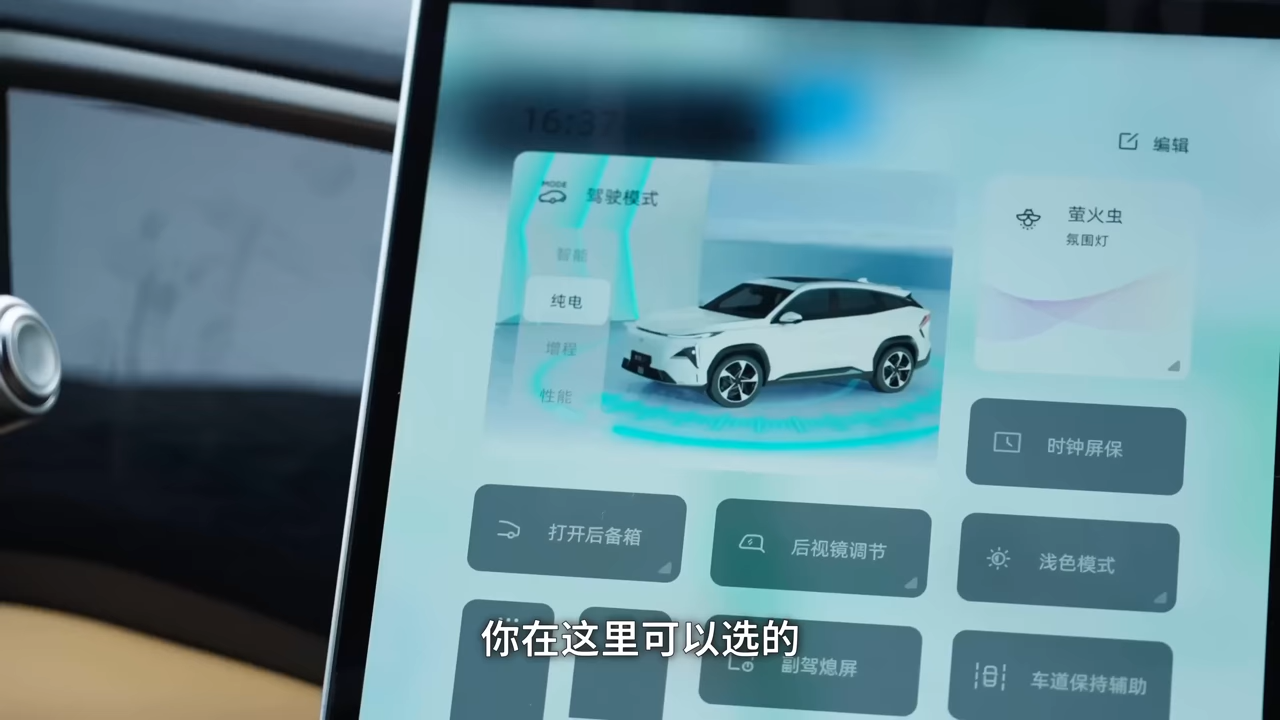 16:37
编辑
MODE
驾驶模式
智能
纯电
增程
性能
萤火虫
氛围灯
时钟屏保
打开后备箱
后视镜调节
浅色模式
副驾熄屏
车道保持辅助
你在这里可以选的